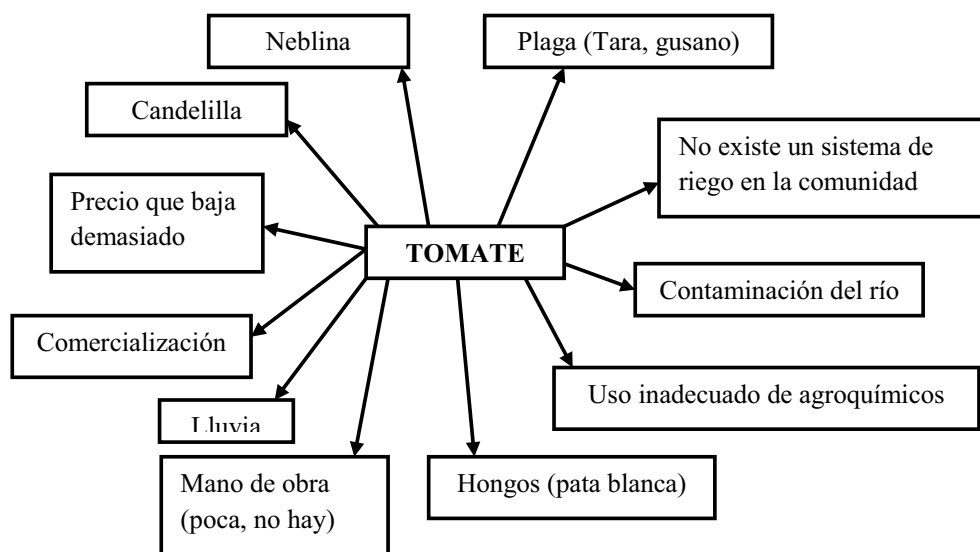 Neblina
Plaga (Tara, gusano)
Candelilla
No existe un sistema de
riego en la comunidad
Precio que baja
demasiado
TOMATE
Contaminación del río
Comercialización
Uso inadecuado de agroquímicos
Lluvia
Mano de obra
(poca, no hay)
Hongos (pata blanca)